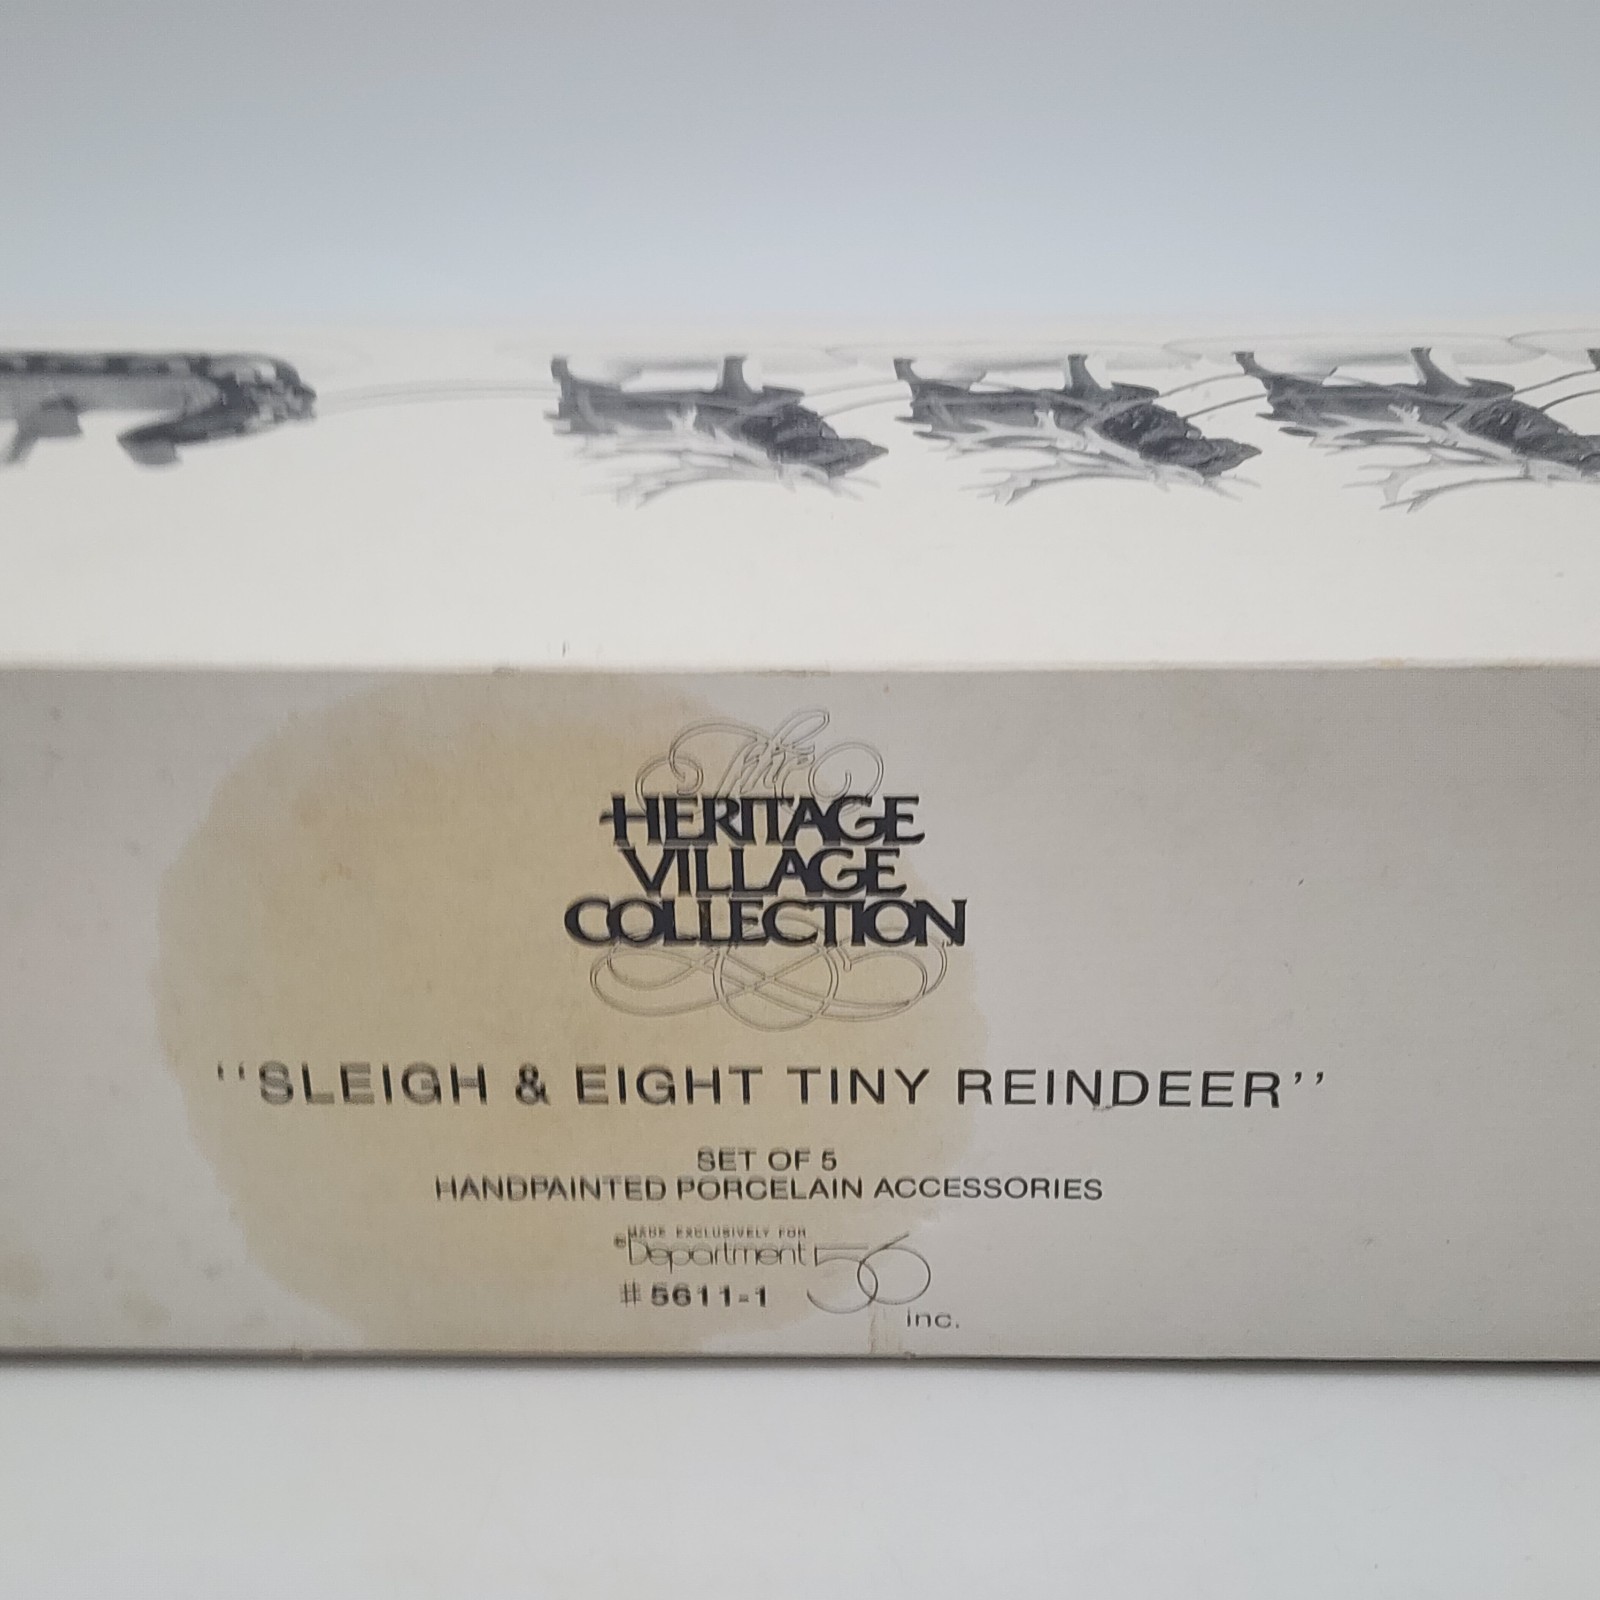 The
HERITAGE
VILLAGE
COLLECTION
"SLEIGH & EIGHT TINY REINDEER"
SET OF 5
HANDPAINTED PORCELAIN ACCESSORIES
MADE EXCLUSIVELY FOR
Department 56
#5611-1
inc.